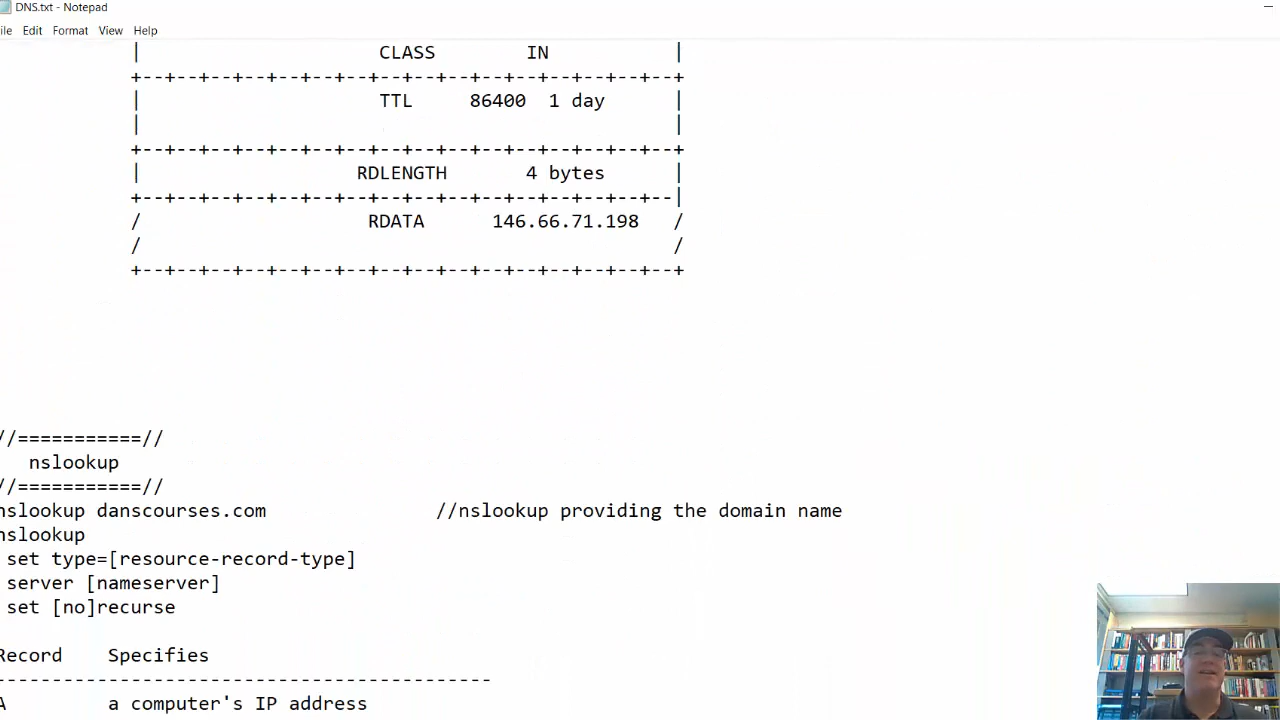 DNS.txt - Notepad
ile Edit Format View Help
| CLASS IN |
+--+--+--+--+--+--+--+--+--+--+--+--+--+--+--+--+
| TTL 86400 1 day |
| |
+--+--+--+--+--+--+--+--+--+--+--+--+--+--+--+--+
| RDLENGTH 4 bytes |
+--+--+--+--+--+--+--+--+--+--+--+--+--+--+--+--|
/ RDATA 146.66.71.198 /
/ /
+--+--+--+--+--+--+--+--+--+--+--+--+--+--+--+--+
//===========//
nslookup
//===========//
nslookup danscourses.com //nslookup providing the domain name
nslookup
set type=[resource-record-type]
server [nameserver]
set [no]recurse
Record Specifies
-------------------------------------------
A a computer's IP address